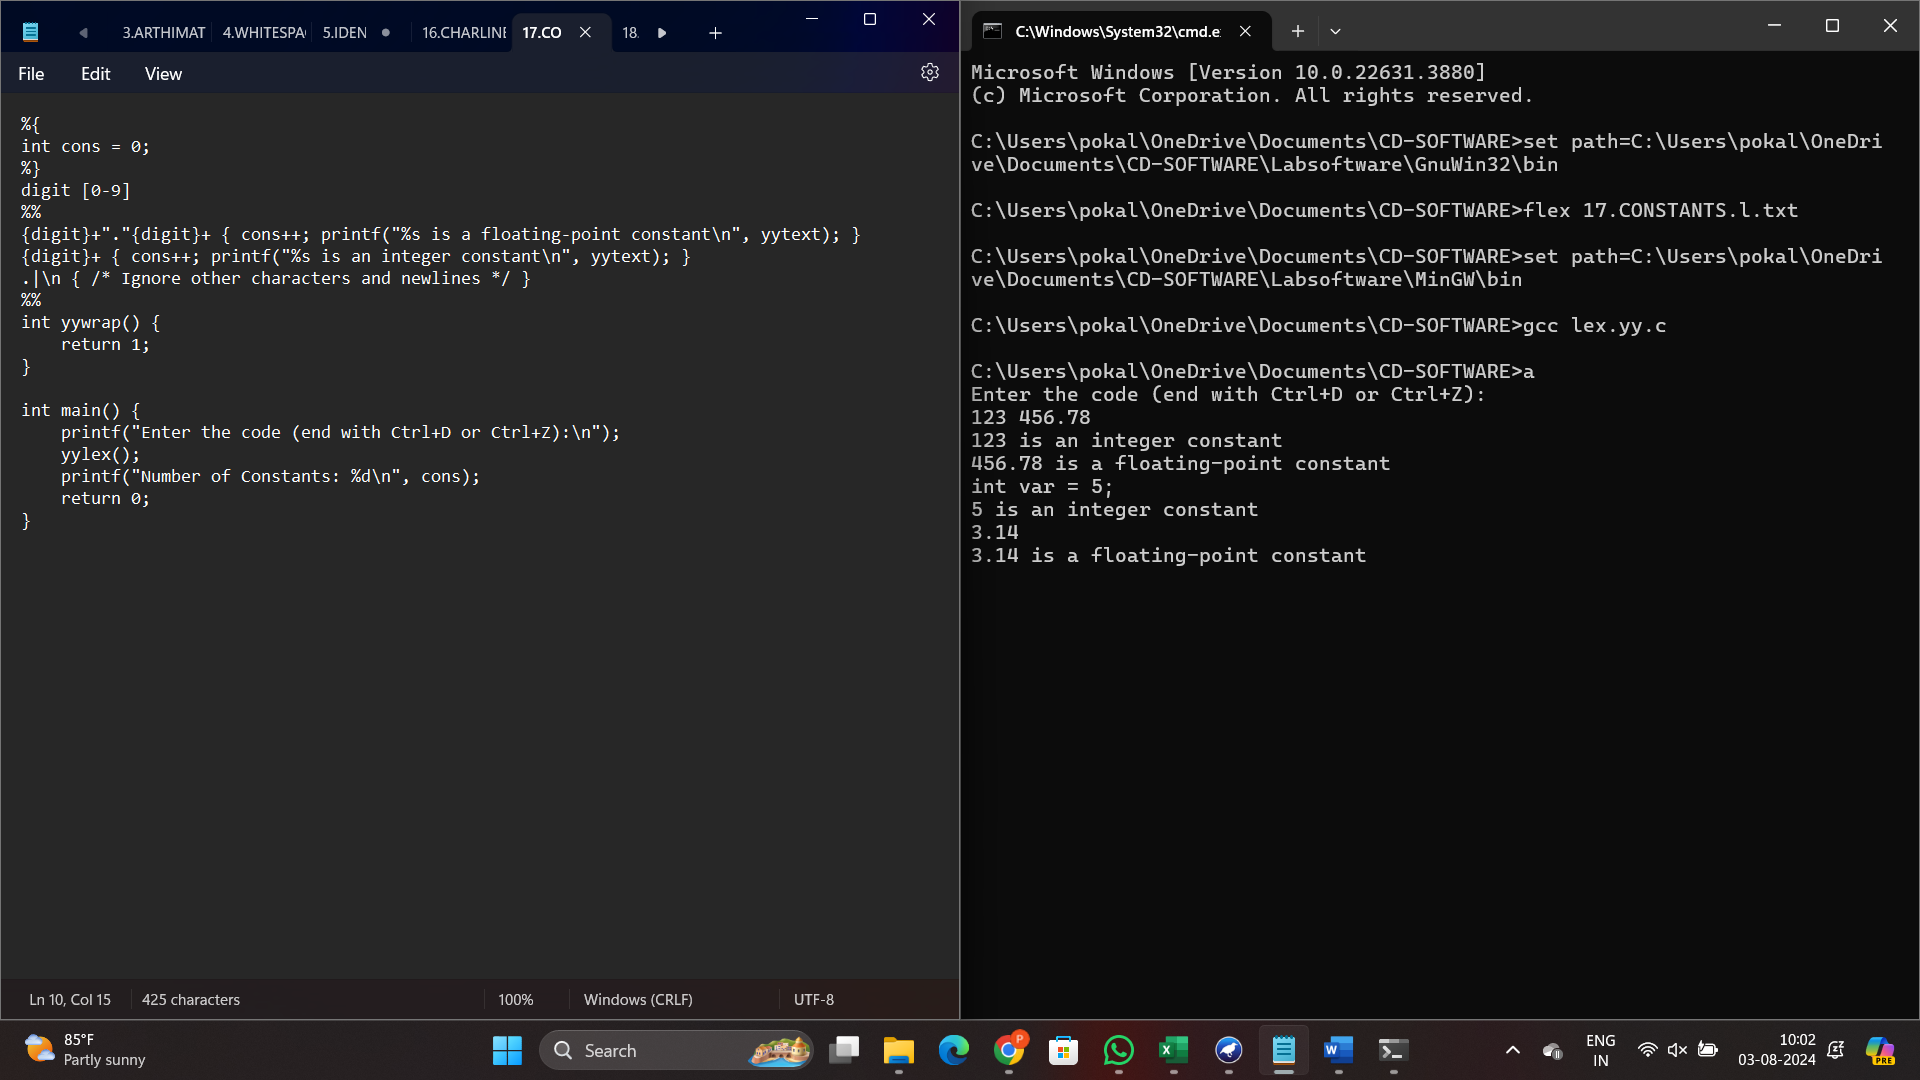 3.ARTHIMAT 4.WHITESPA 5.IDEN 16.CHARLINE 17.CO 18.
File Edit View
%{
int cons = 0;
%}
digit [0-9]
%%
{digit}+"."{digit}+ { cons++; printf("%s is a floating-point constant\n", yytext); }
{digit}+ { cons++; printf("%s is an integer constant\n", yytext); }
.|\n { /* Ignore other characters and newlines */ }
%%
int yywrap() {
    return 1;
}
int main() {
    printf("Enter the code (end with Ctrl+D or Ctrl+Z):\n");
    yylex();
    printf("Number of Constants: %d\n", cons);
    return 0;
}
Ln 10, Col 15 425 characters 100% Windows (CRLF) UTF-8
C:\Windows\System32\cmd.e
Microsoft Windows [Version 10.0.22631.3880]
(c) Microsoft Corporation. All rights reserved.
C:\Users\pokal\OneDrive\Documents\CD-SOFTWARE>set path=C:\Users\pokal\OneDri
ve\Documents\CD-SOFTWARE\Labsoftware\GnuWin32\bin
C:\Users\pokal\OneDrive\Documents\CD-SOFTWARE>flex 17.CONSTANTS.l.txt
C:\Users\pokal\OneDrive\Documents\CD-SOFTWARE>set path=C:\Users\pokal\OneDri
ve\Documents\CD-SOFTWARE\Labsoftware\MinGW\bin
C:\Users\pokal\OneDrive\Documents\CD-SOFTWARE>gcc lex.yy.c
C:\Users\pokal\OneDrive\Documents\CD-SOFTWARE>a
Enter the code (end with Ctrl+D or Ctrl+Z):
123 456.78
123 is an integer constant
456.78 is a floating-point constant
int var = 5;
5 is an integer constant
3.14
3.14 is a floating-point constant
85°F
Partly sunny
Search
P
ENG
IN
10:02
03-08-2024
PRE